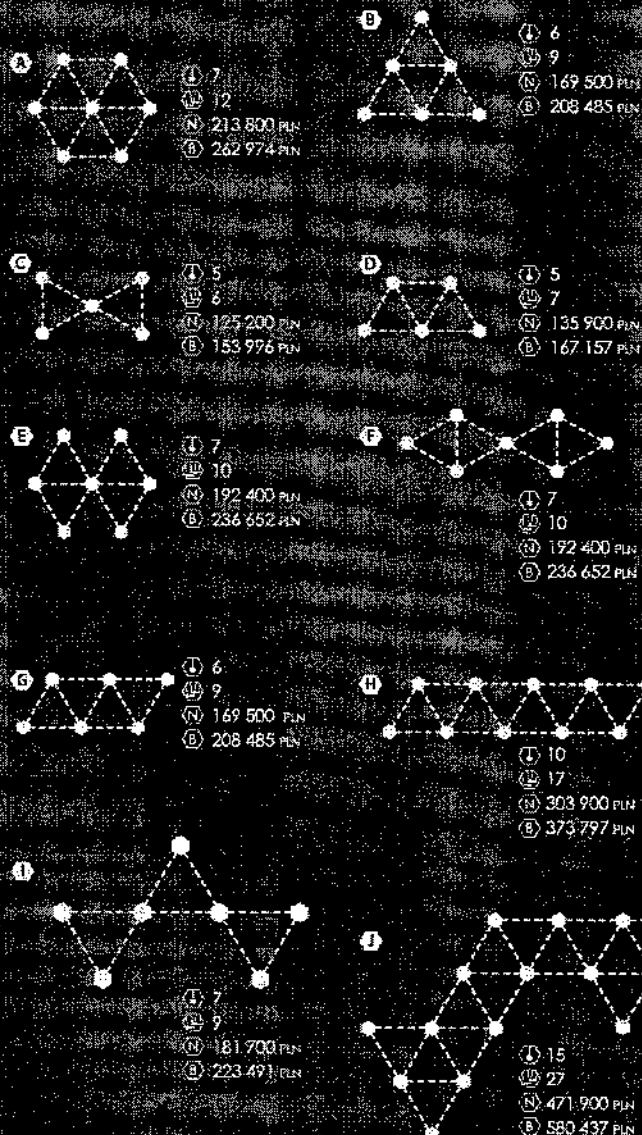 A
7
12
N 213 800 PLN
B 262 974 PLN
B
6
9
N 169 500 PLN
B 208 485 PLN
C
5
6
N 125 200 PLN
B 153 996 PLN
D
5
7
N 135 900 PLN
B 167 157 PLN
E
7
10
N 192 400 PLN
B 236 652 PLN
F
7
10
N 192 400 PLN
B 236 652 PLN
G
6
9
N 169 500 PLN
B 208 485 PLN
H
10
17
N 303 900 PLN
B 373 797 PLN
I
7
9
N 181 700 PLN
B 223 491 PLN
J
15
27
N 471 900 PLN
B 580 437 PLN